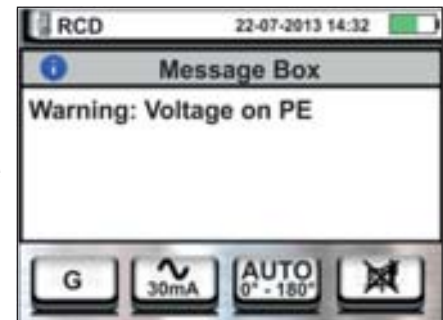 RCD 22-07-2013 14:32
Message Box
Warning: Voltage on PE
G 30mA AUTO
0° - 180°